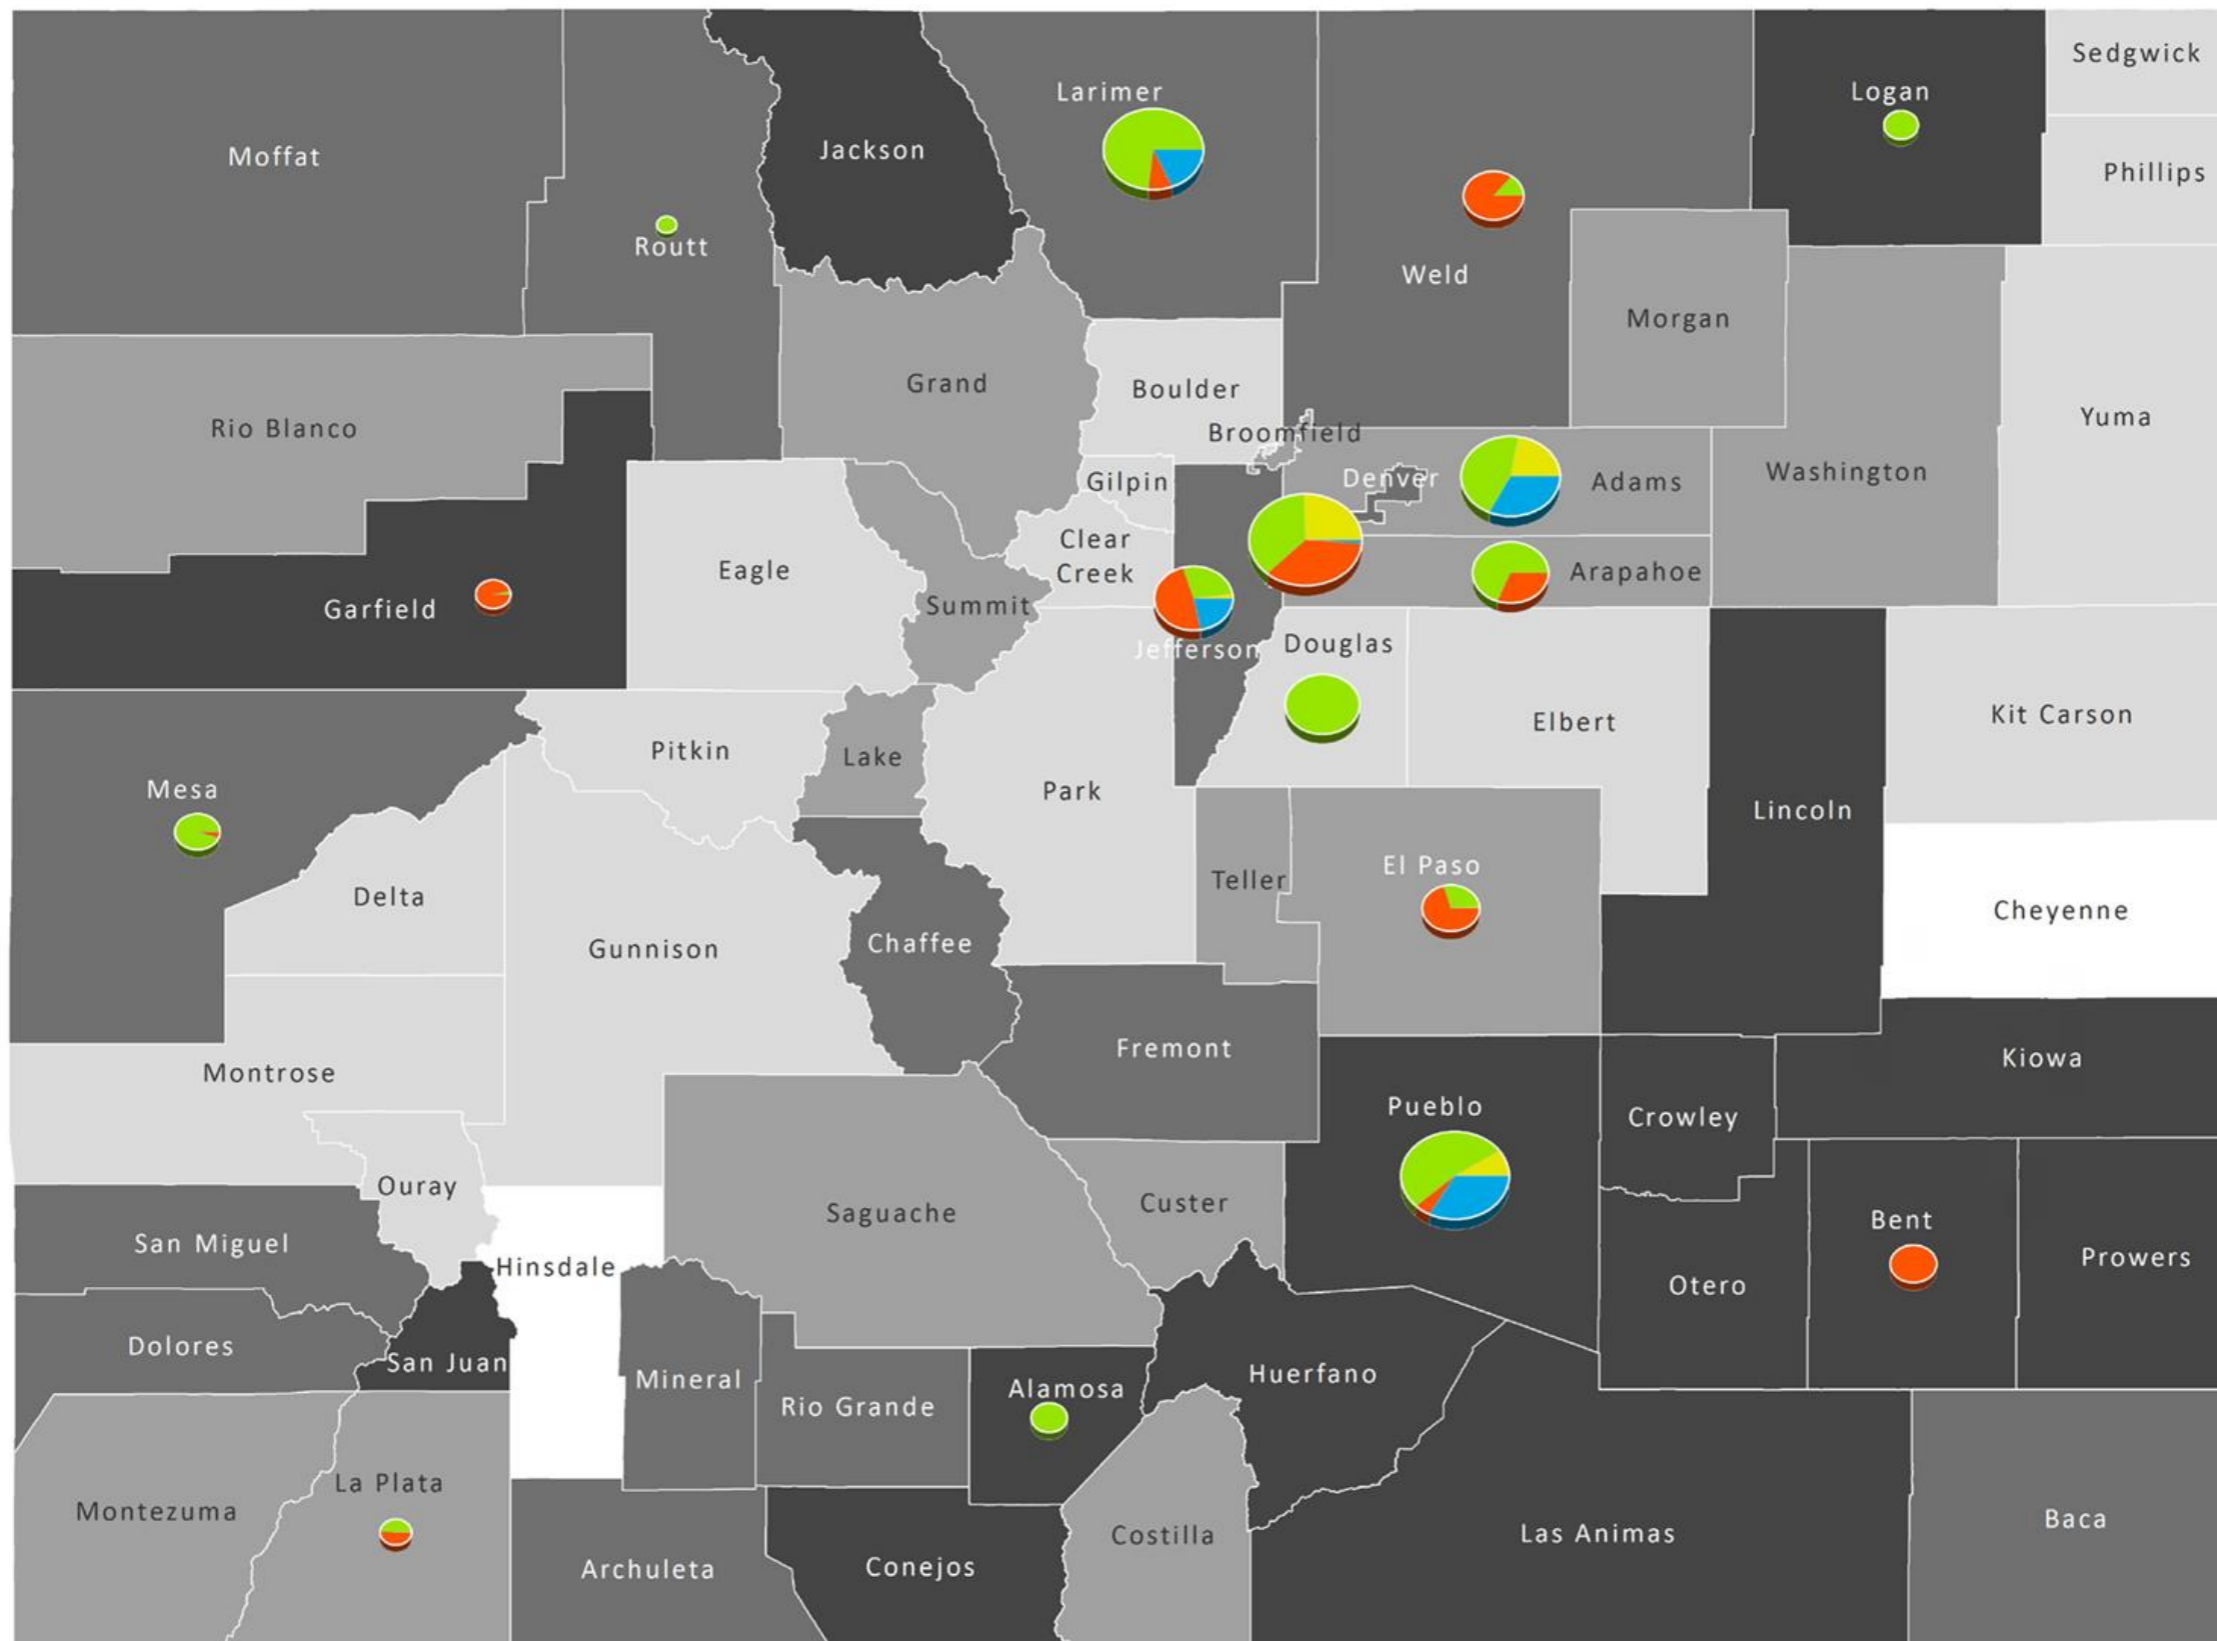 Sedgwick
Larimer
Logan
Jackson
Moffat
Phillips
Routt
Weld
Morgan
Grand
Boulder
Yuma
Rio Blanco
Broomfield
Washington
Denver
Gilpin
Adams
Clear
Creek
Eagle
Arapahoe
Summit
Garfield
Douglas
Jefferson
Kit Carson
Elbert
Pitkin
Lake
Mesa
Park
Lincoln
El Paso
Teller
Delta
Cheyenne
Chaffee
Gunnison
Fremont
Kiowa
Montrose
Pueblo
Crowley
Ouray
Custer
Saguache
Bent
San Miguel
Prowers
Hinsdale
Otero
Dolores
San Juan
Huerfano
Mineral
Alamosa
Rio Grande
La Plata
Montezuma
Baca
Las Animas
Costilla
Conejos
Archuleta